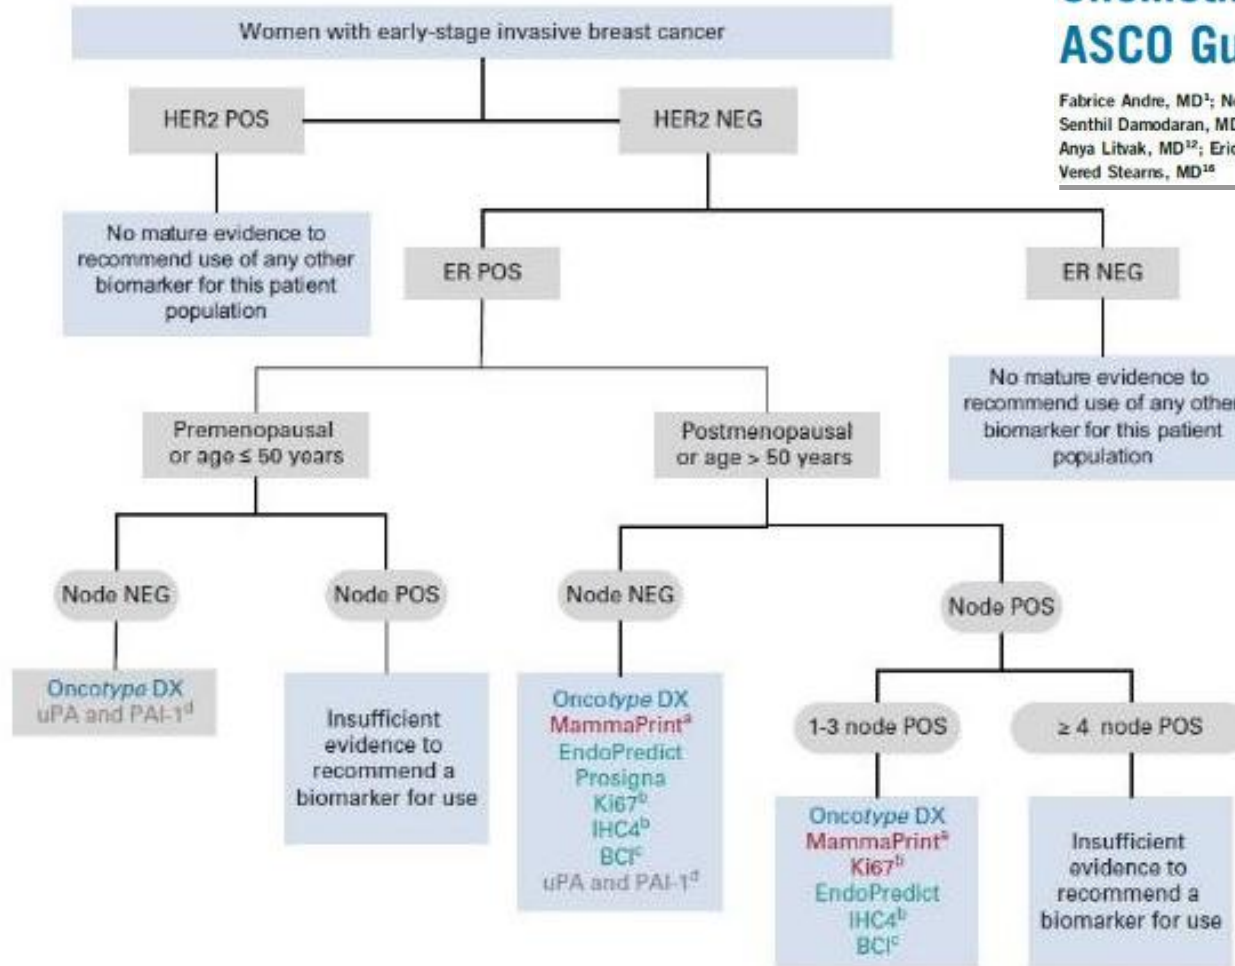 Women with early-stage invasive breast cancer
ASCO Gu
Fabrice Andre, MD¹;
Senthil Damodaran,
Anya Litvak, MD¹²; Eric
Vered Stearns, MD¹⁶
HER2 POS
HER2 NEG
No mature evidence to
recommend use of any other
biomarker for this patient
population
ER POS
ER NEG
No mature evidence to
recommend use of any other
biomarker for this patient
population
Premenopausal
or age ≤ 50 years
Postmenopausal
or age > 50 years
Node NEG
Node POS
Node NEG
Node POS
Oncotype DX
uPA and PAI-1ᵈ
Insufficient
evidence to
recommend a
biomarker for use
Oncotype DX
MammaPrintᵃ
EndoPredict
Prosigna
Ki67ᵇ
IHC4ᵇ
BCIᶜ
uPA and PAI-1ᵈ
1-3 node POS
≥ 4 node POS
Oncotype DX
MammaPrintᵃ
Ki67ᵇ
EndoPredict
IHC4ᵇ
BCIᶜ
Insufficient
evidence to
recommend a
biomarker for use